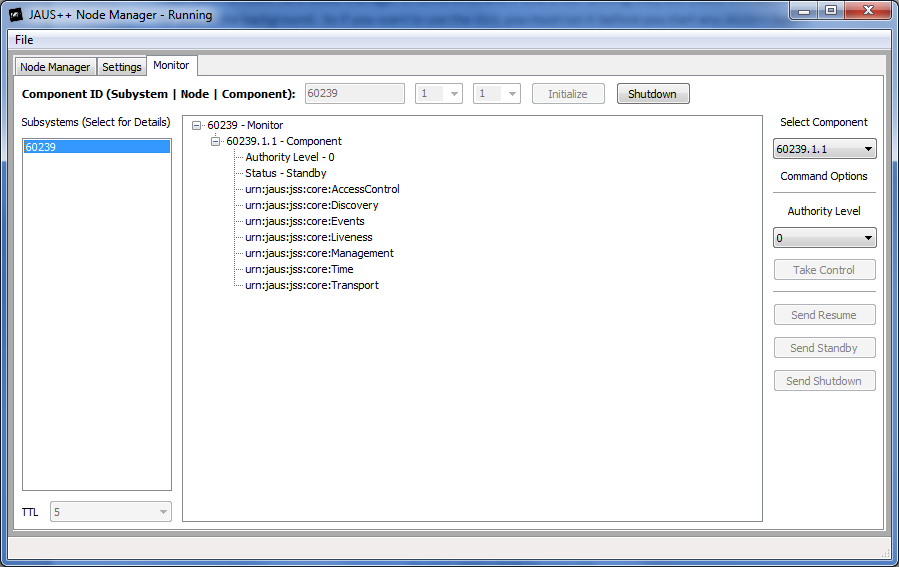 JAUS++ Node Manager - Running
File
Node Manager Settings Monitor
Component ID (Subystem | Node | Component): 60239 1 1 Initialize Shutdown
Subsystems (Select for Details)
60239
60239 - Monitor
60239.1.1 - Component
Authority Level - 0
Status - Standby
urn:jaus:jss:core:AccessControl
urn:jaus:jss:core:Discovery
urn:jaus:jss:core:Events
urn:jaus:jss:core:Liveness
urn:jaus:jss:core:Management
urn:jaus:jss:core:Time
urn:jaus:jss:core:Transport
Select Component
60239.1.1
Command Options
Authority Level
0
Take Control
Send Resume
Send Standby
Send Shutdown
TTL 5